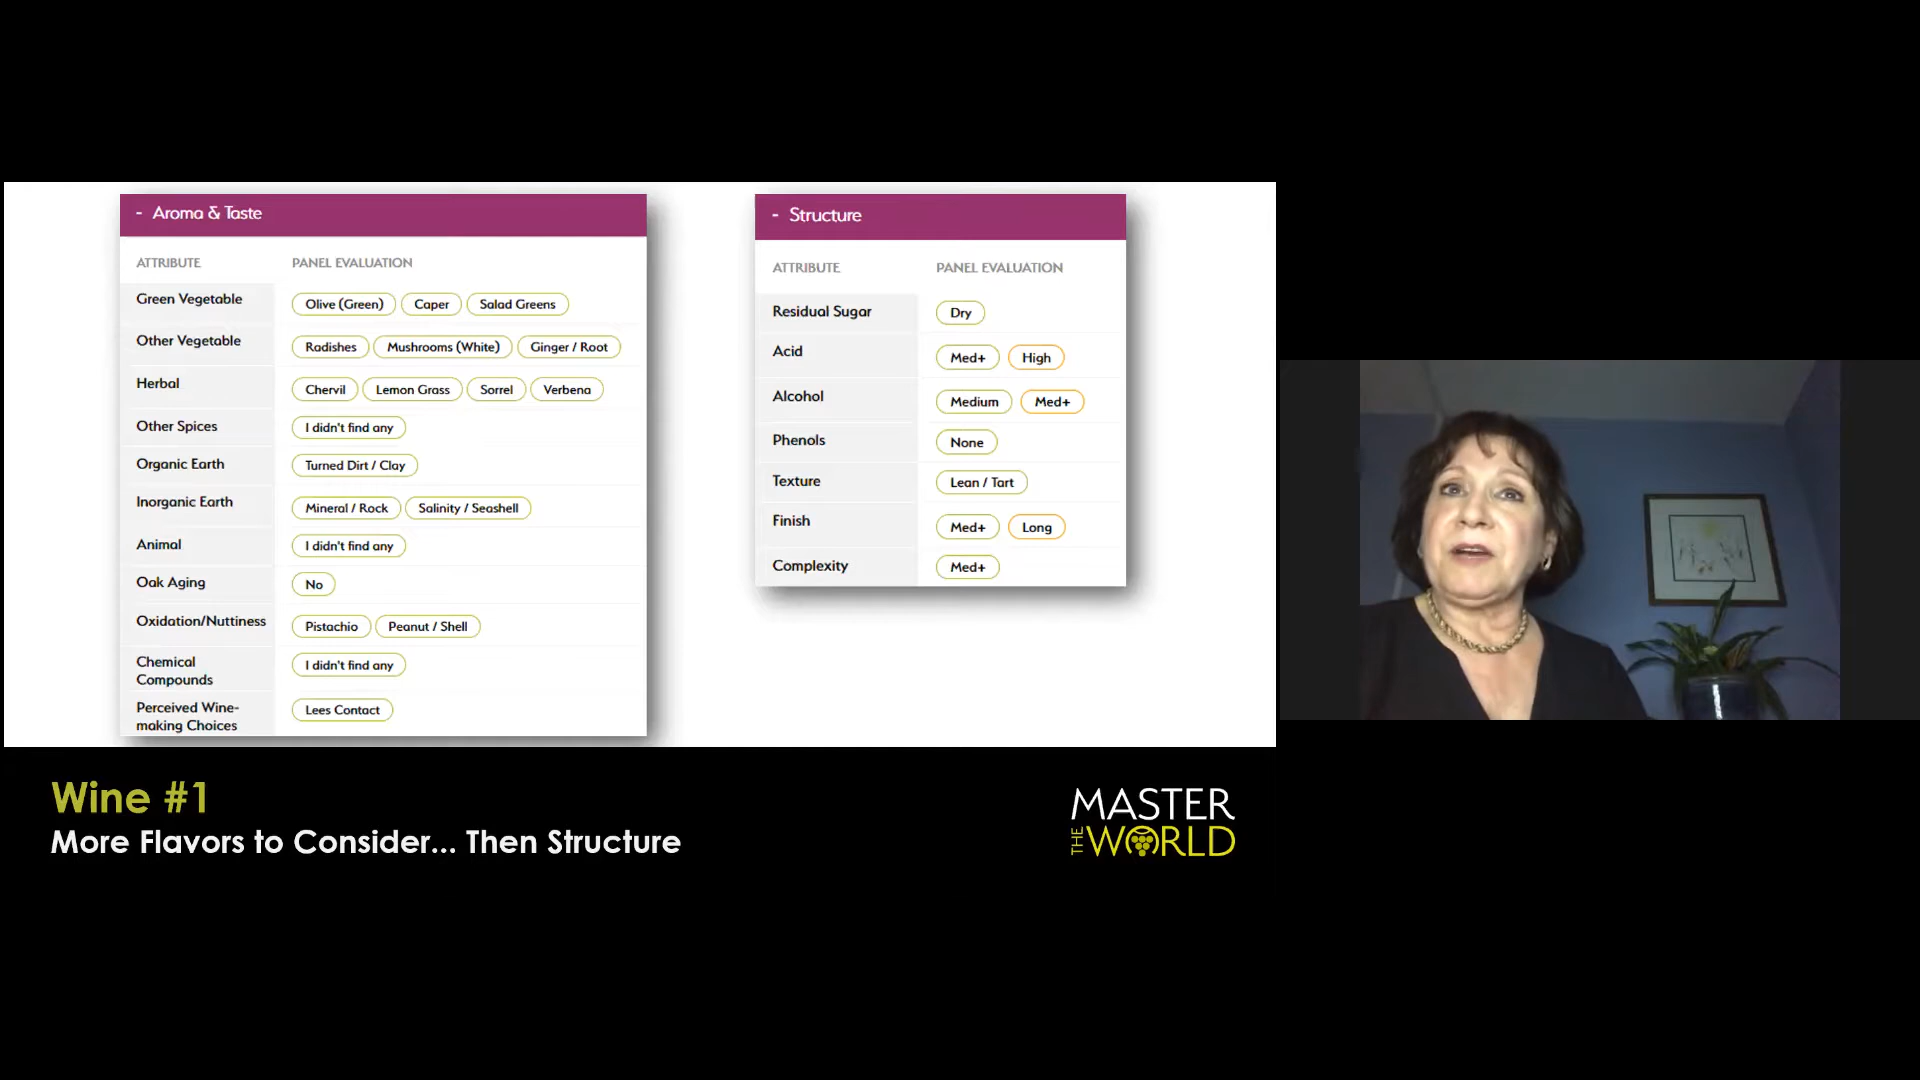 - Aroma & Taste
ATTRIBUTE PANEL EVALUATION
Green Vegetable Olive (Green) Caper Salad Greens
Other Vegetable Radishes Mushrooms (White) Ginger / Root
Herbal Chervil Lemon Grass Sorrel Verbena
Other Spices I didn't find any
Organic Earth Turned Dirt / Clay
Inorganic Earth Mineral / Rock Salinity / Seashell
Animal I didn't find any
Oak Aging No
Oxidation/Nuttiness Pistachio Peanut / Shell
Chemical
Compounds I didn't find any
Perceived Wine-
making Choices Lees Contact
- Structure
ATTRIBUTE PANEL EVALUATION
Residual Sugar Dry
Acid Med+ High
Alcohol Medium Med+
Phenols None
Texture Lean / Tart
Finish Med+ Long
Complexity Med+
Wine #1
More Flavors to Consider... Then Structure
MASTER
THE WORLD